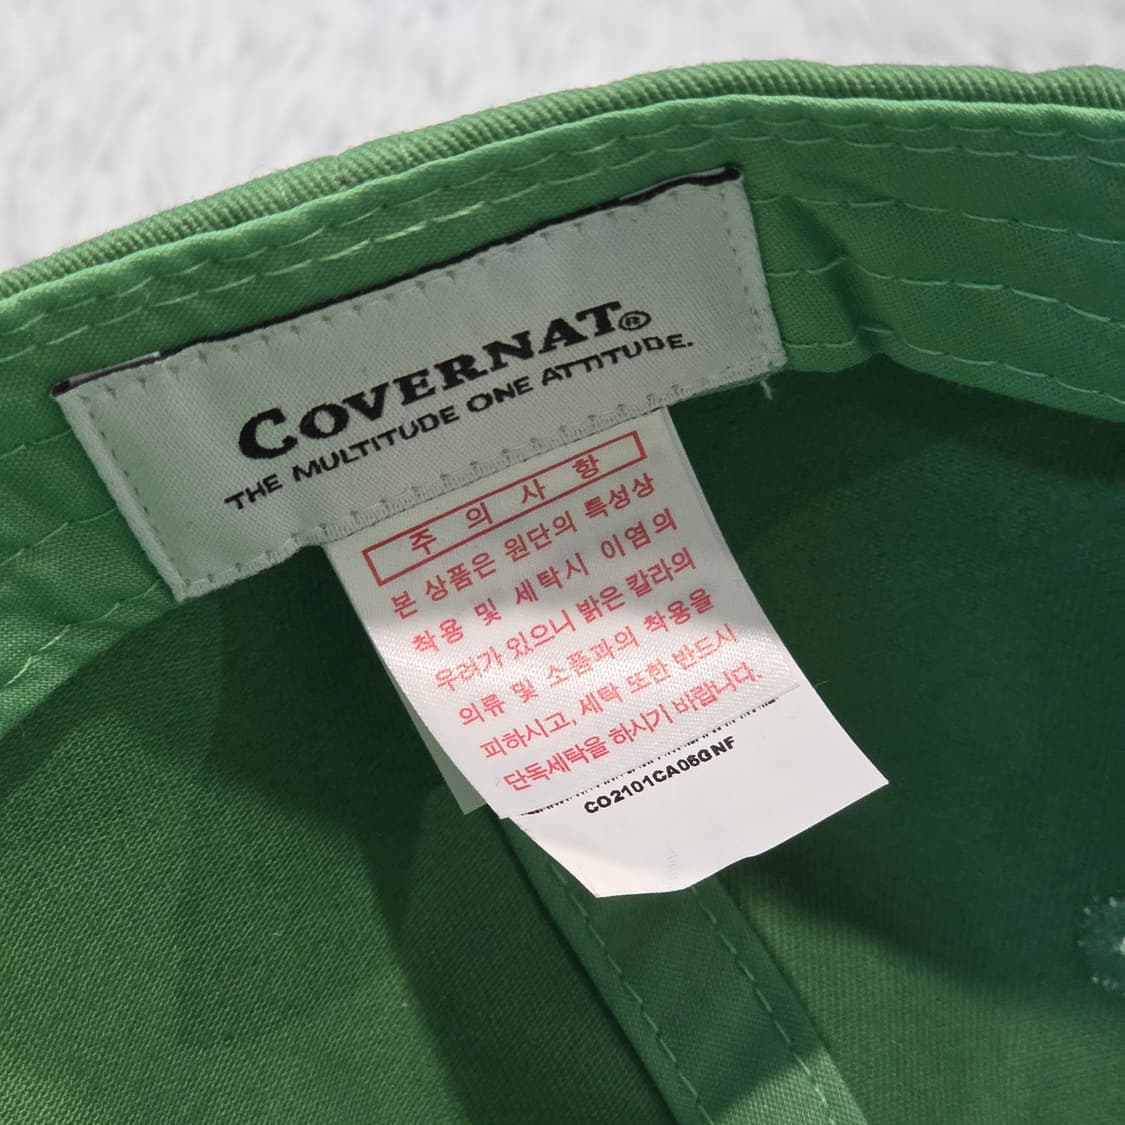 COVERNAT®
THE MULTITUDE ONE ATTITUDE.
주 의 사 항
본 상품은 원단의 특성상
착용 및 세탁시 이염의
우려가 있으니 밝은 칼라의
의류 및 소품과의 착용을
피하시고, 세탁 또한 반드시
단독세탁을 하시기 바랍니다.
CO2101CA06GNF